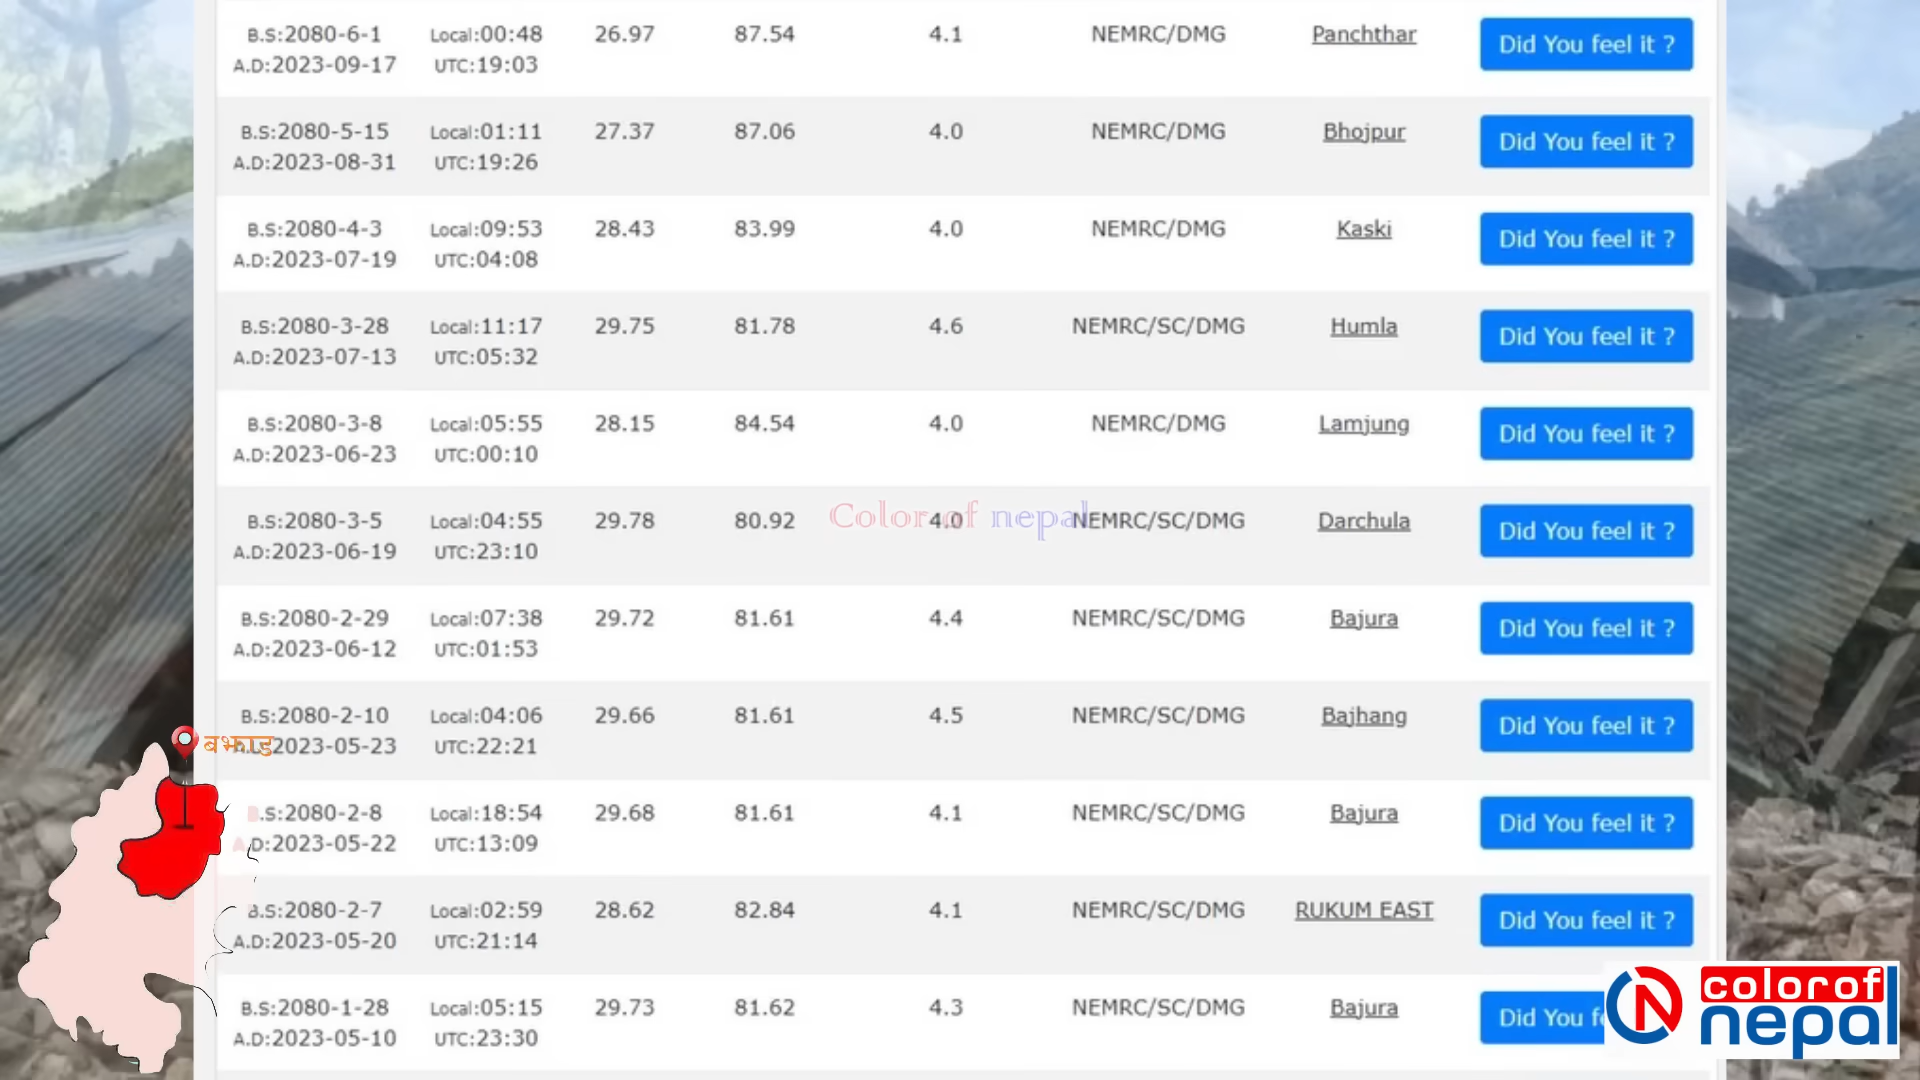 B.S:2080-6-1 Local:00:48 26.97 87.54 4.1 NEMRC/DMG Panchthar Did You feel it ?
A.D:2023-09-17 UTC:19:03
B.S:2080-5-15 Local:01:11 27.37 87.06 4.0 NEMRC/DMG Bhojpur Did You feel it ?
A.D:2023-08-31 UTC:19:26
B.S:2080-4-3 Local:09:53 28.43 83.99 4.0 NEMRC/DMG Kaski Did You feel it ?
A.D:2023-07-19 UTC:04:08
B.S:2080-3-28 Local:11:17 29.75 81.78 4.6 NEMRC/SC/DMG Humla Did You feel it ?
A.D:2023-07-13 UTC:05:32
B.S:2080-3-8 Local:05:55 28.15 84.54 4.0 NEMRC/DMG Lamjung Did You feel it ?
A.D:2023-06-23 UTC:00:10
Color of nepal
B.S:2080-3-5 Local:04:55 29.78 80.92 4.0 NEMRC/SC/DMG Darchula Did You feel it ?
A.D:2023-06-19 UTC:23:10
B.S:2080-2-29 Local:07:38 29.72 81.61 4.4 NEMRC/SC/DMG Bajura Did You feel it ?
A.D:2023-06-12 UTC:01:53
B.S:2080-2-10 Local:04:06 29.66 81.61 4.5 NEMRC/SC/DMG Bajhang Did You feel it ?
बझाङ
2023-05-23 UTC:22:21
B.S:2080-2-8 Local:18:54 29.68 81.61 4.1 NEMRC/SC/DMG Bajura Did You feel it ?
A.D:2023-05-22 UTC:13:09
B.S:2080-2-7 Local:02:59 28.62 82.84 4.1 NEMRC/SC/DMG RUKUM EAST Did You feel it ?
A.D:2023-05-20 UTC:21:14
B.S:2080-1-28 Local:05:15 29.73 81.62 4.3 NEMRC/SC/DMG Bajura Did You
A.D:2023-05-10 UTC:23:30
color of
nepal